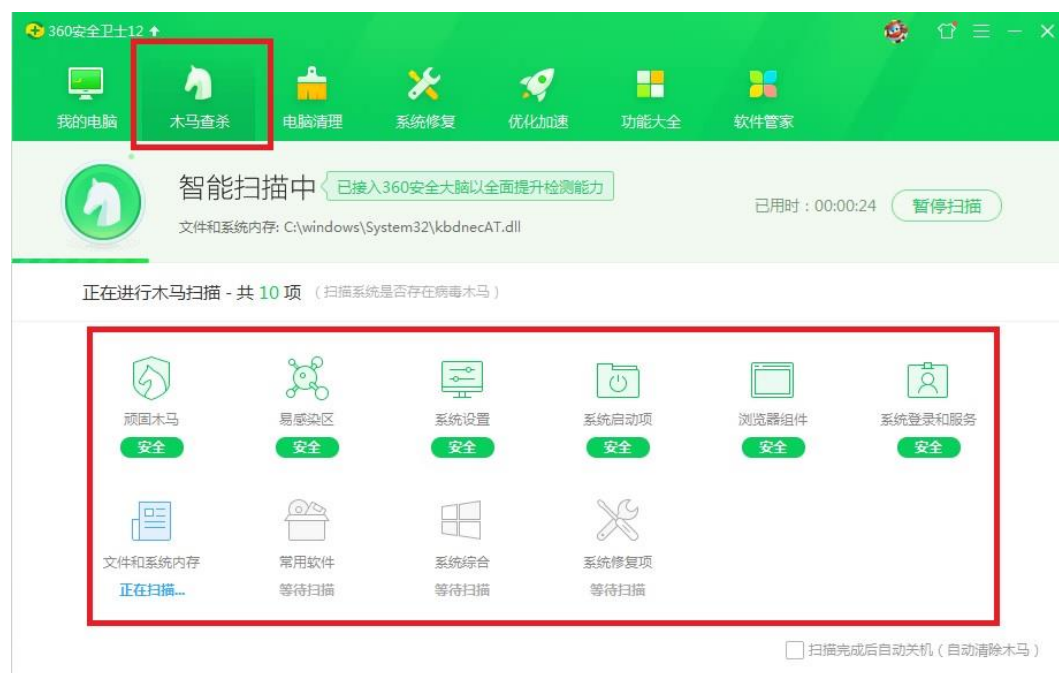 360安全卫士12
我的电脑 木马查杀 电脑清理 系统修复 优化加速 功能大全 软件管家
智能扫描中 已接入360安全大脑以全面提升检测能力
文件和系统内存: C:\windows\System32\kbdnecAT.dll
已用时：00:00:24 暂停扫描
正在进行木马扫描 - 共 10 项 （扫描系统是否存在病毒木马）
顽固木马 易感染区 系统设置 系统启动项 浏览器组件 系统登录和服务
安全 安全 安全 安全 安全 安全
文件和系统内存 常用软件 系统综合 系统修复项
正在扫描... 等待扫描 等待扫描 等待扫描
扫描完成后自动关机（自动清除木马）